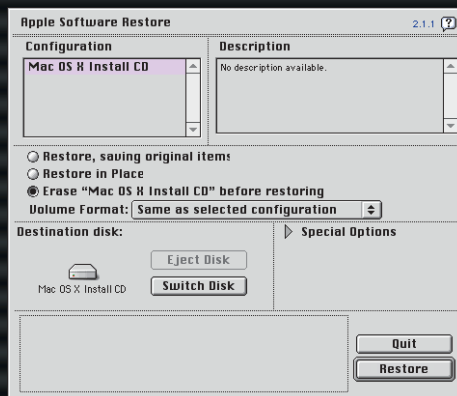 Apple Software Restore
2.1.1 ?
Configuration
Description
Mac OS X Install CD
No description available.
Restore, saving original items
Restore in Place
Erase “Mac OS X Install CD” before restoring
Volume Format: Same as selected configuration
Destination disk:
Special Options
Eject Disk
Mac OS X Install CD
Switch Disk
Quit
Restore